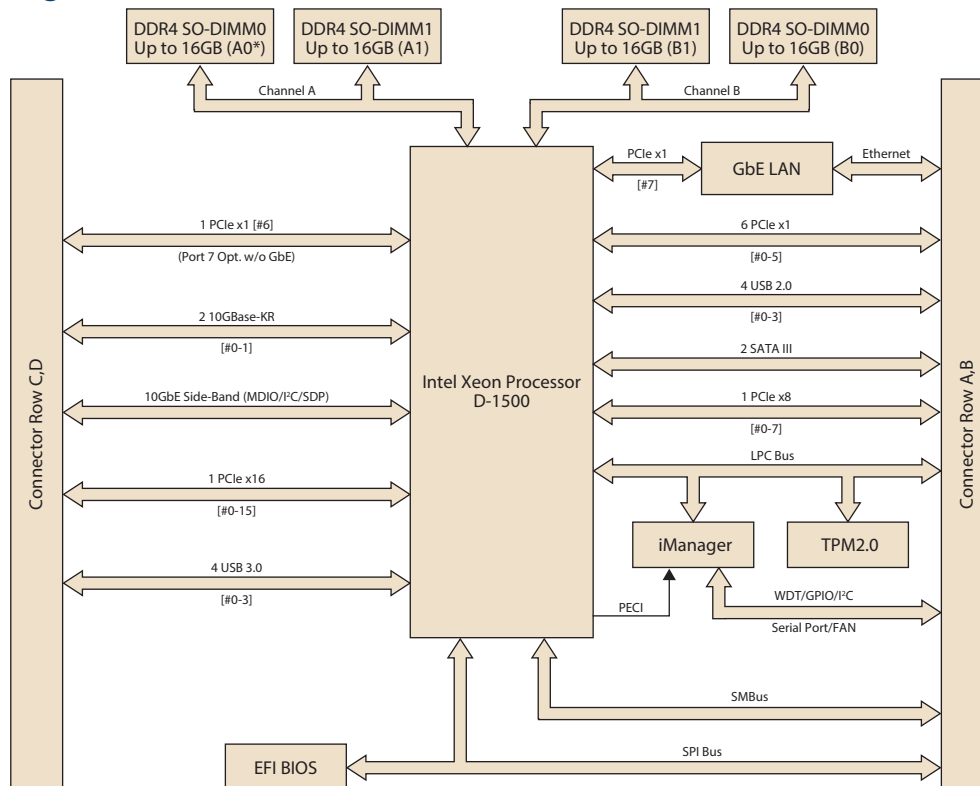 DDR4 SO-DIMM0
Up to 16GB (A0*)
DDR4 SO-DIMM1
Up to 16GB (A1)
DDR4 SO-DIMM1
Up to 16GB (B1)
DDR4 SO-DIMM0
Up to 16GB (B0)
Channel A
Channel B
PCIe x1
[#7]
GbE LAN
Ethernet
1 PCIe x1 [#6]
(Port 7 Opt. w/o GbE)
6 PCIe x1
[#0-5]
4 USB 2.0
[#0-3]
2 10GBase-KR
[#0-1]
2 SATA III
Connector Row C,D
Intel Xeon Processor
D-1500
Connector Row A,B
10GbE Side-Band (MDIO/I²C/SDP)
1 PCIe x8
[#0-7]
LPC Bus
1 PCIe x16
[#0-15]
iManager
TPM2.0
4 USB 3.0
[#0-3]
PECI
WDT/GPIO/I²C
Serial Port/FAN
SMBus
SPI Bus
EFI BIOS